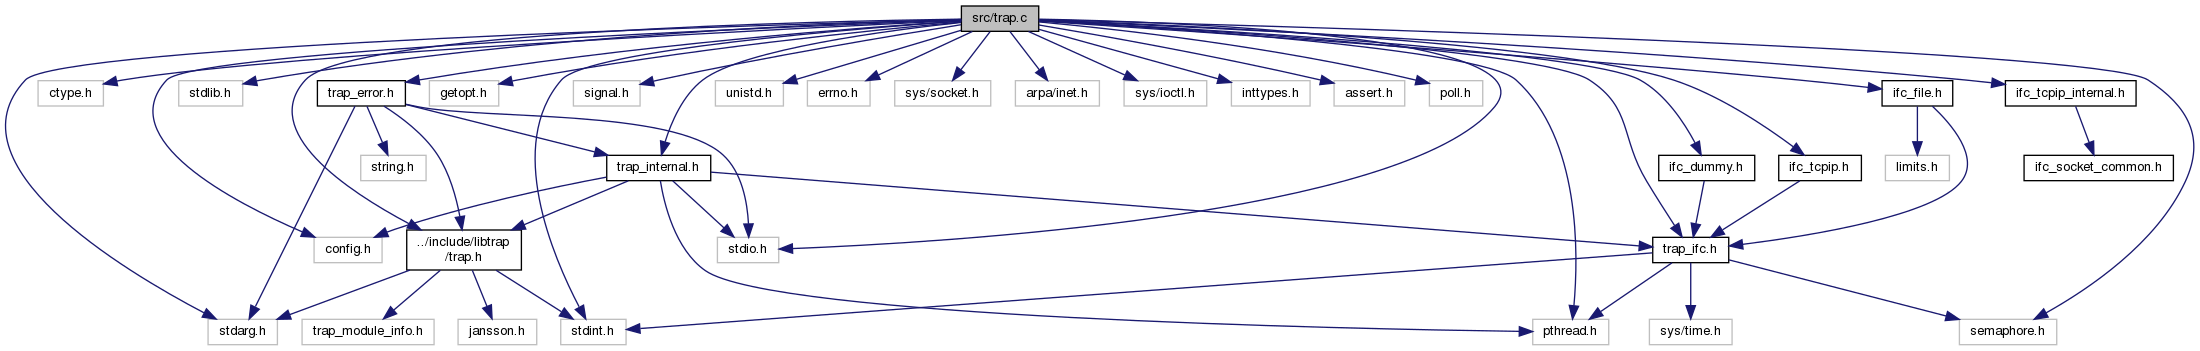 src/trap.c
ctype.h
stdlib.h
trap_error.h
getopt.h
signal.h
unistd.h
errno.h
sys/socket.h
arpa/inet.h
sys/ioctl.h
inttypes.h
assert.h
poll.h
ifc_file.h
ifc_tcpip_internal.h
string.h
trap_internal.h
ifc_dummy.h
ifc_tcpip.h
limits.h
ifc_socket_common.h
config.h
../include/libtrap
/trap.h
stdio.h
trap_ifc.h
stdarg.h
trap_module_info.h
jansson.h
stdint.h
pthread.h
sys/time.h
semaphore.h